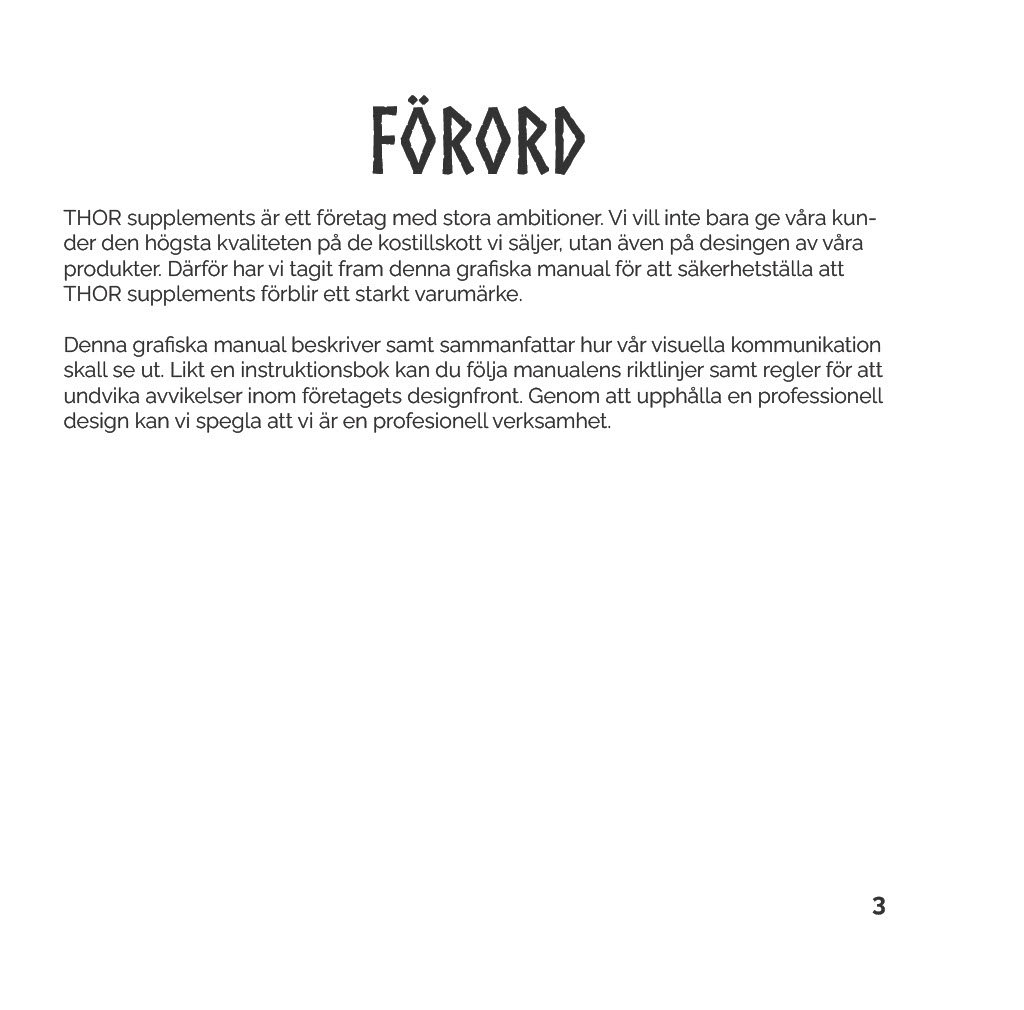 FÖRORD
THOR supplements är ett företag med stora ambitioner. Vi vill inte bara ge våra kun-
der den högsta kvaliteten på de kostillskott vi säljer, utan även på desingen av våra
produkter. Därför har vi tagit fram denna grafiska manual för att säkerhetställa att
THOR supplements förblir ett starkt varumärke.
Denna grafiska manual beskriver samt sammanfattar hur vår visuella kommunikation
skall se ut. Likt en instruktionsbok kan du följa manualens riktlinjer samt regler för att
undvika avvikelser inom företagets designfront. Genom att upphålla en professionell
design kan vi spegla att vi är en profesionell verksamhet.
3